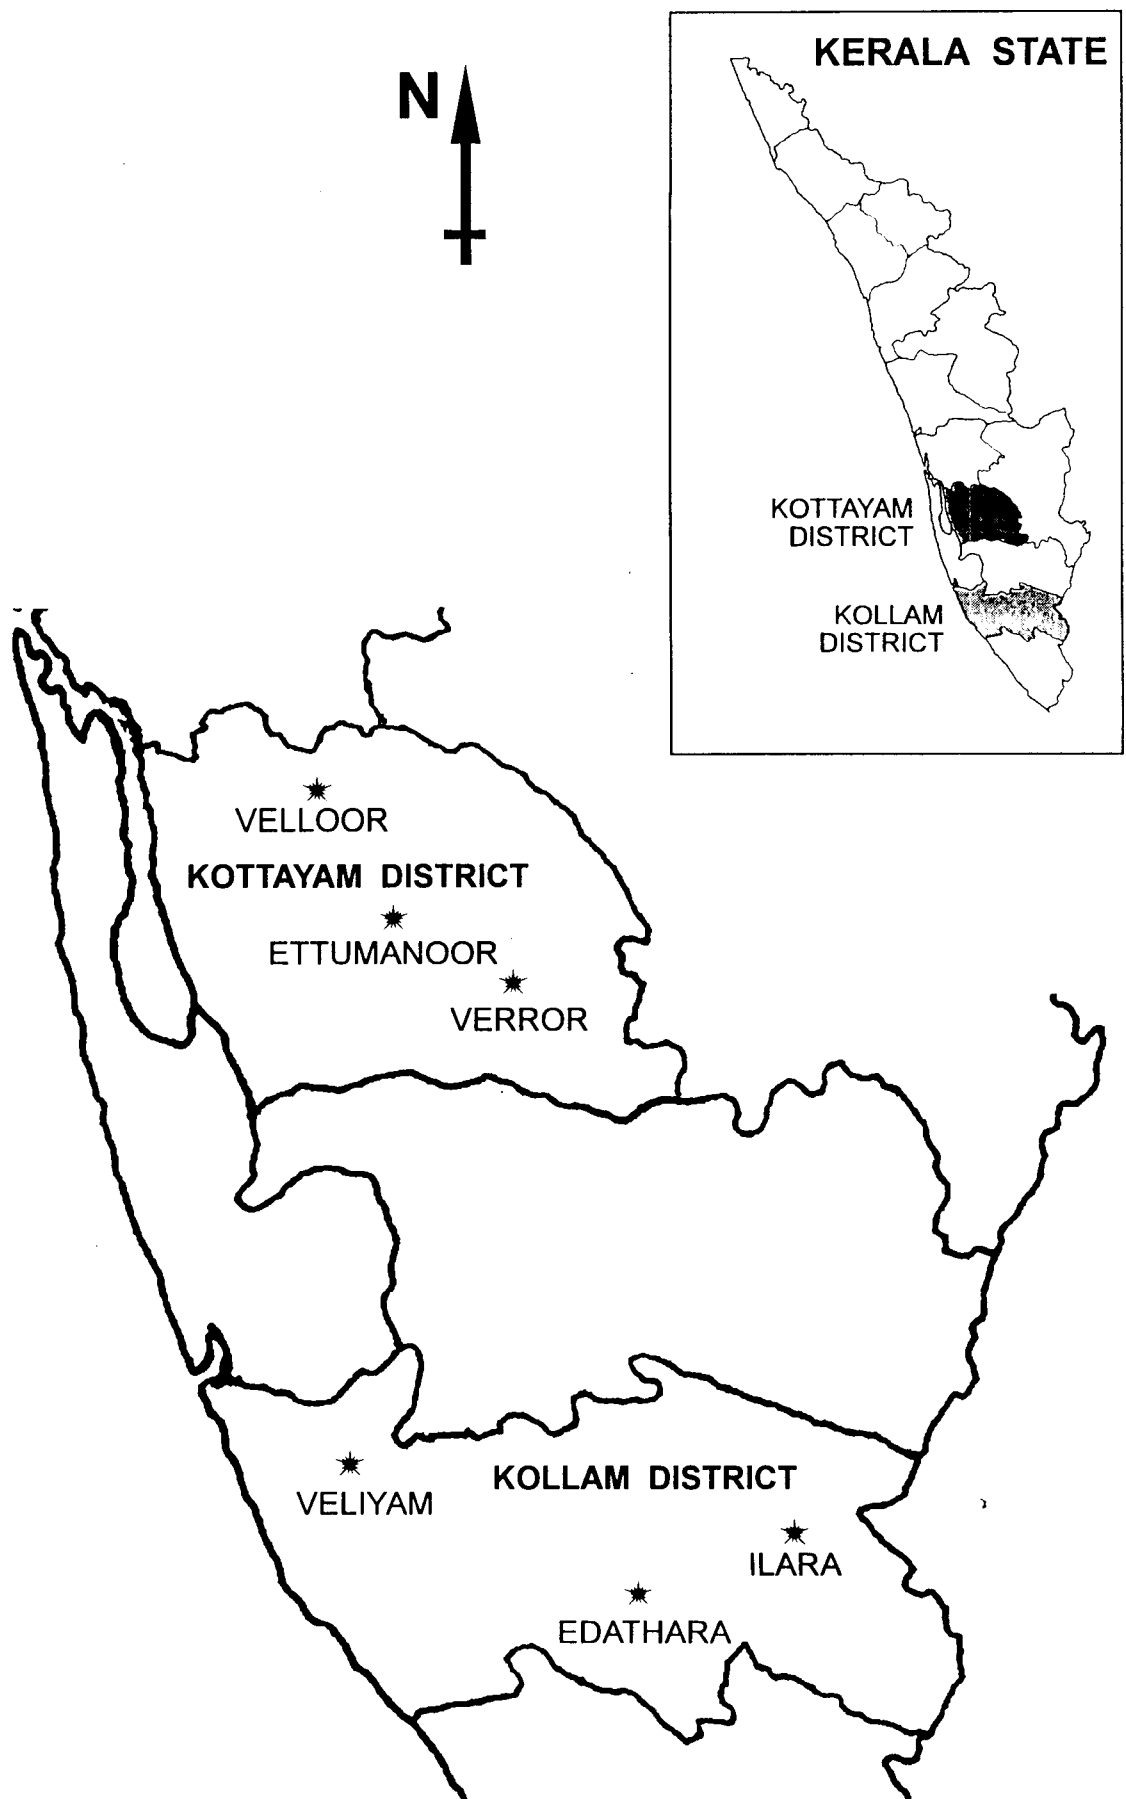 KERALA STATE
N
KOTTAYAM
DISTRICT
KOLLAM
DISTRICT
VELLOOR
KOTTAYAM DISTRICT
ETTUMANOOR
VERROR
VELIYAM
KOLLAM DISTRICT
ILARA
EDATHARA